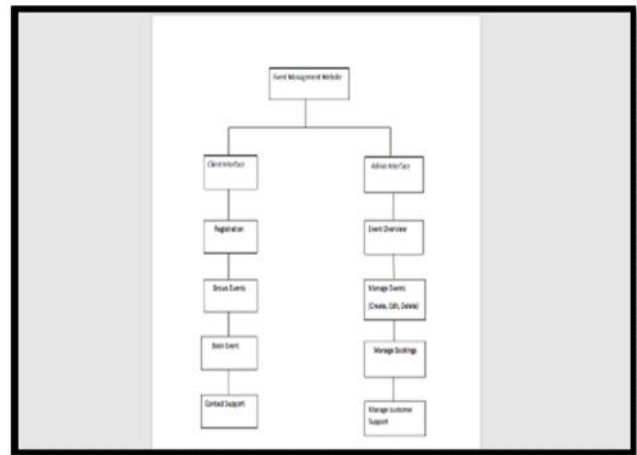 Event Management Website
Client Interface
Admin Interface
Registration
Event Overview
Brows Events
Manage Events
(Create, Edit, Delete)
Book Event
Manage Bookings
Contact Support
Manage customer
Support